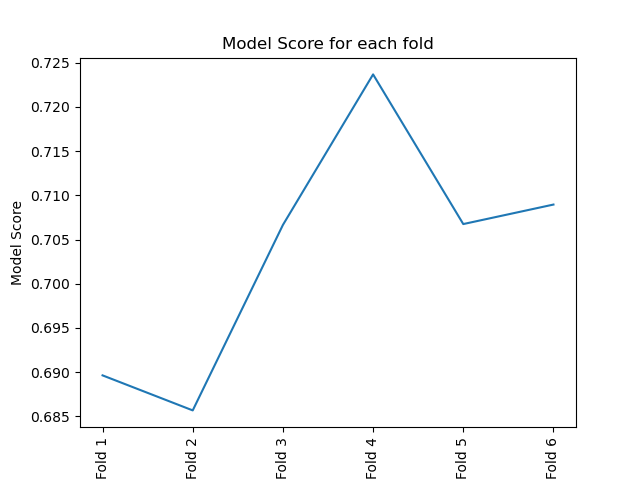 Model Score for each fold
0.725
0.720
0.715
0.710
0.705
0.700
0.695
0.690
0.685
Model Score
Fold 1
Fold 2
Fold 3
Fold 4
Fold 5
Fold 6